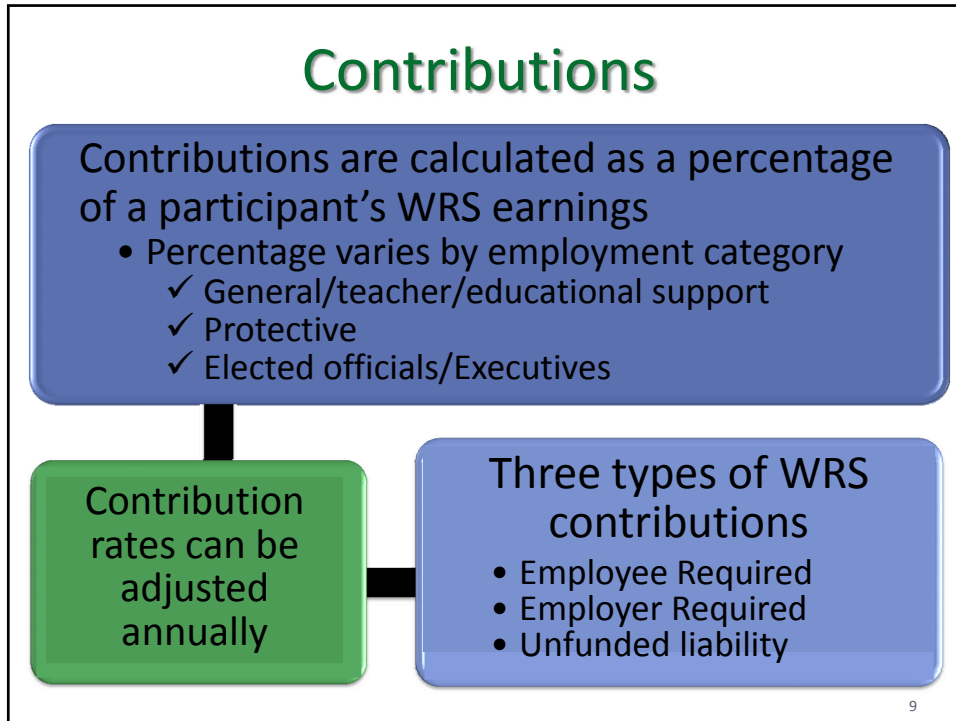 Contributions
Contributions are calculated as a percentage
of a participant’s WRS earnings
• Percentage varies by employment category
✓ General/teacher/educational support
✓ Protective
✓ Elected officials/Executives
Contribution
rates can be
adjusted
annually
Three types of WRS
contributions
• Employee Required
• Employer Required
• Unfunded liability
9